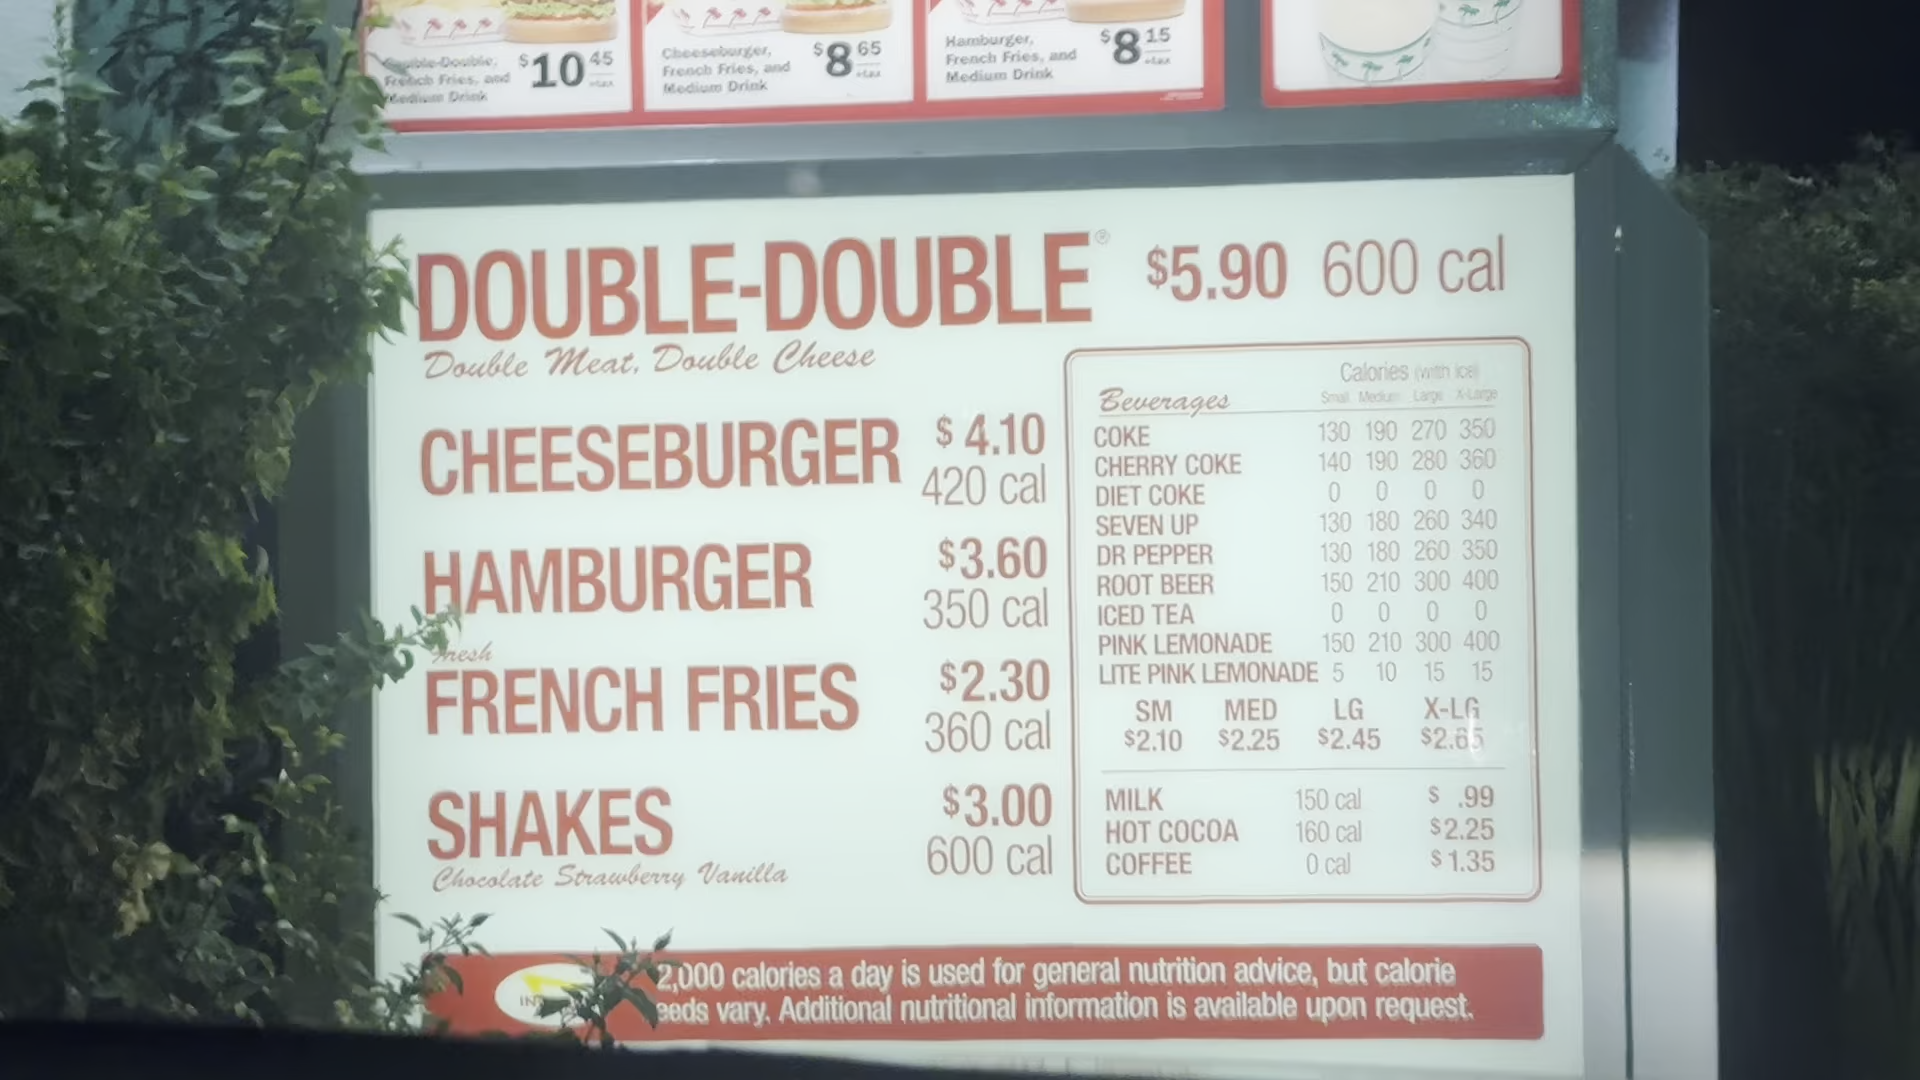 Double-Double,
French Fries, and
Medium Drink
$10 45
+tax
Cheeseburger,
French Fries, and
Medium Drink
$8 65
+tax
Hamburger,
French Fries, and
Medium Drink
$8 15
+tax
DOUBLE-DOUBLE® $5.90 600 cal
Double Meat, Double Cheese
CHEESEBURGER $4.10
420 cal
HAMBURGER $3.60
350 cal
Fresh
FRENCH FRIES $2.30
360 cal
SHAKES $3.00
600 cal
Chocolate Strawberry Vanilla
Calories (with ice)
Beverages Small Medium Large X-Large
COKE 130 190 270 350
CHERRY COKE 140 190 280 360
DIET COKE 0 0 0 0
SEVEN UP 130 180 260 340
DR PEPPER 130 180 260 350
ROOT BEER 150 210 300 400
ICED TEA 0 0 0 0
PINK LEMONADE 150 210 300 400
LITE PINK LEMONADE 5 10 15 15
SM MED LG X-LG
$2.10 $2.25 $2.45 $2.65
MILK 150 cal $ .99
HOT COCOA 160 cal $2.25
COFFEE 0 cal $1.35
2,000 calories a day is used for general nutrition advice, but calorie
eeds vary. Additional nutritional information is available upon request.